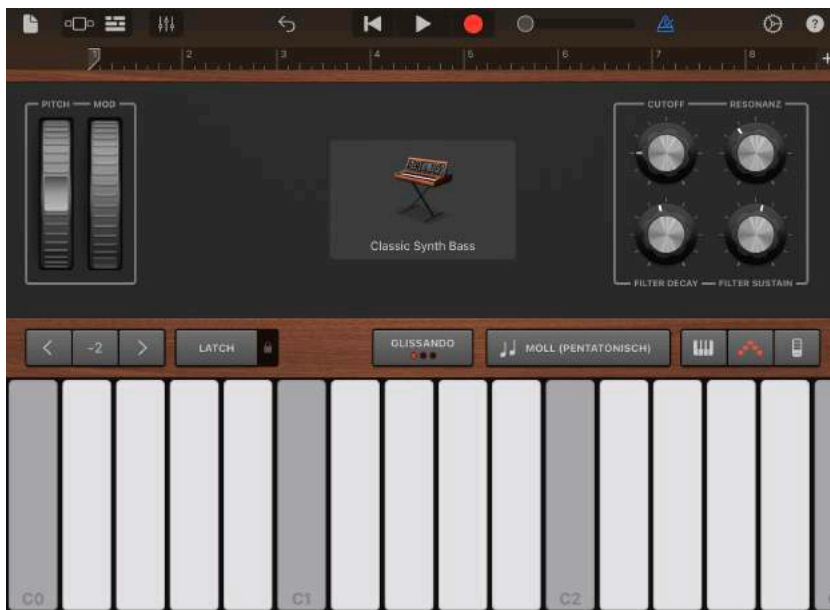 ?
1 2 3 4 5 6 7 8
+
PITCH MOD
CUTOFF RESONANZ
Classic Synth Bass
FILTER DECAY FILTER SUSTAIN
-2 LATCH GLISSANDO MOLL (PENTATONISCH)
C0 C1 C2